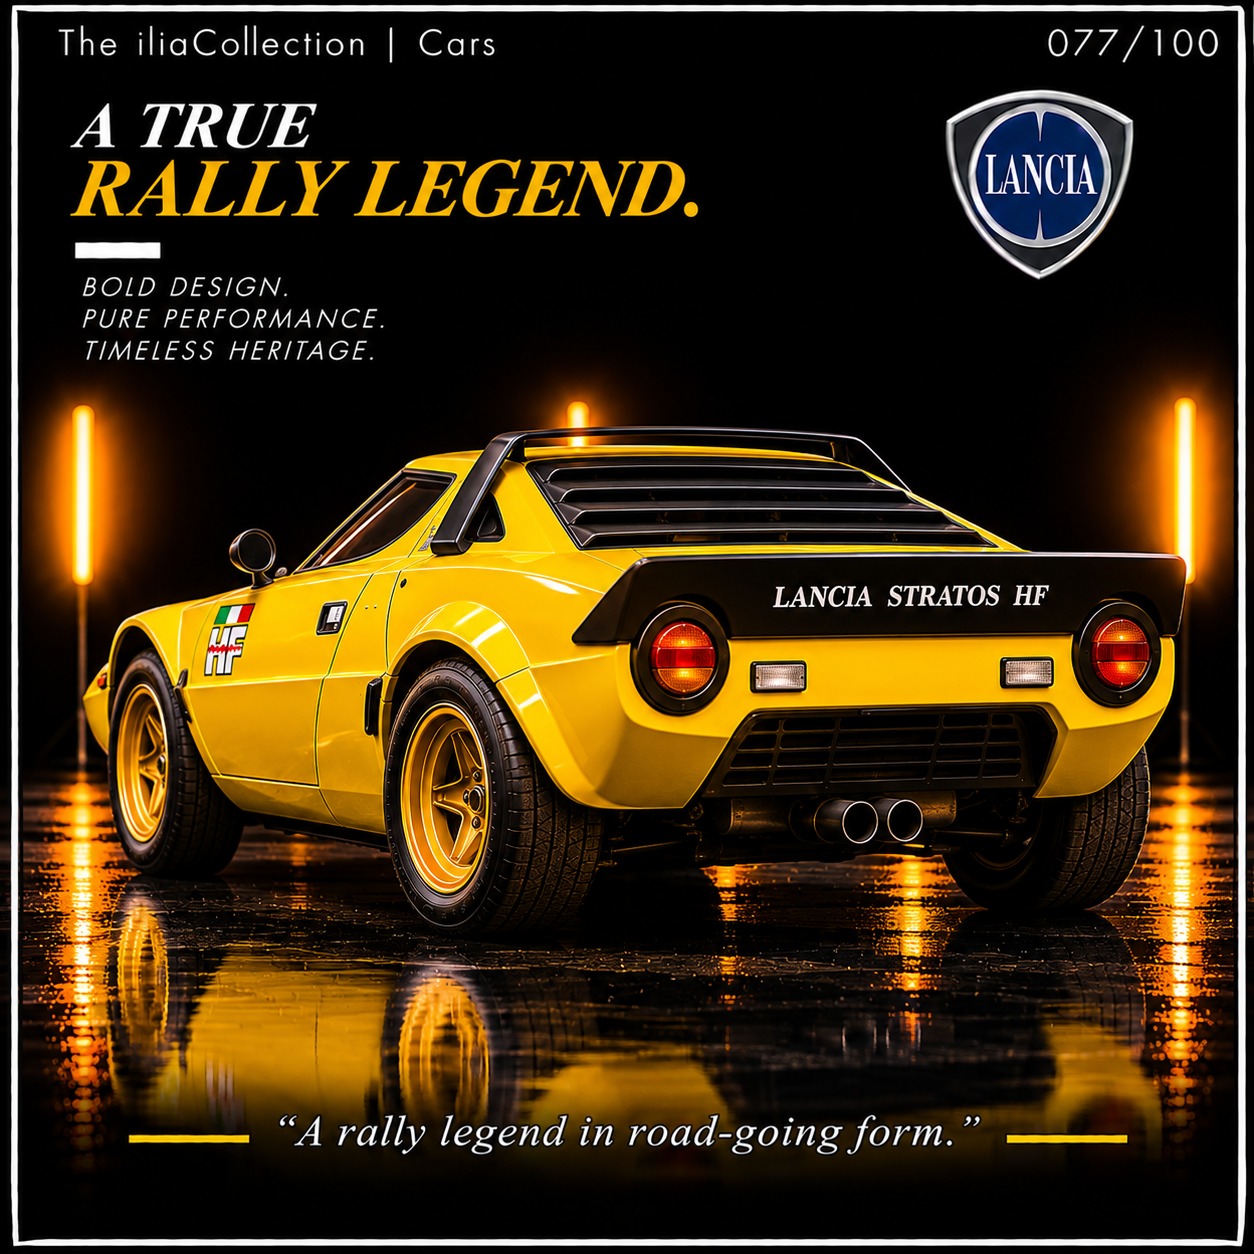 The iliaCollection | Cars
077/100
A TRUE
RALLY LEGEND.
LANCIA
BOLD DESIGN.
PURE PERFORMANCE.
TIMELESS HERITAGE.
LANCIA STRATOS HF
HF
“A rally legend in road-going form.”